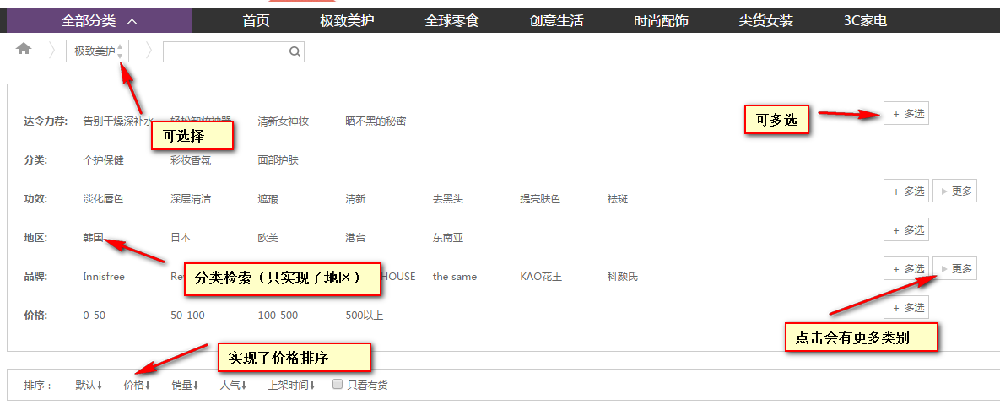 全部分类 首页 极致美护 全球零食 创意生活 时尚配饰 尖货女装 3C家电
极致美护
达令力荐: 告别干燥深补水 轻松卸妆神器 清新女神妆 晒不黑的秘密 可多选 + 多选
可选择
分类: 个护保健 彩妆香氛 面部护肤
功效: 淡化唇色 深层清洁 遮瑕 清新 去黑头 提亮肤色 祛斑 + 多选 更多
地区: 韩国 日本 欧美 港台 东南亚 + 多选
分类检索（只实现了地区）
品牌: Innisfree HOUSE the same KAO花王 科颜氏 + 多选 更多
价格: 0-50 50-100 100-500 500以上 + 多选
点击会有更多类别
实现了价格排序
排序： 默认↓ 价格↓ 销量↓ 人气↓ 上架时间↓ 只看有货